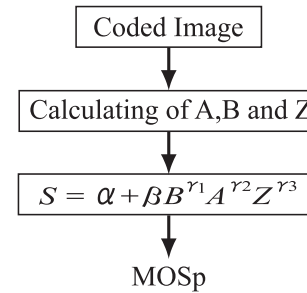 Coded Image
Calculating of A,B and Z
S = α + βB^γ1 A^γ2 Z^γ3
MOSp